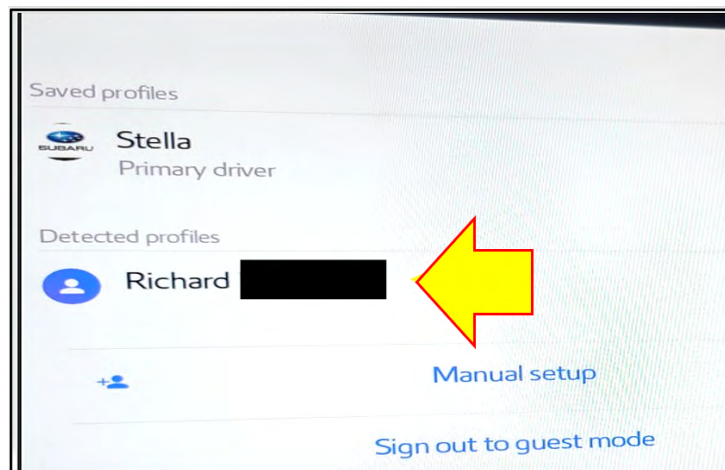 Saved profiles
SUBARU
Stella
Primary driver
Detected profiles
Richard
Manual setup
Sign out to guest mode